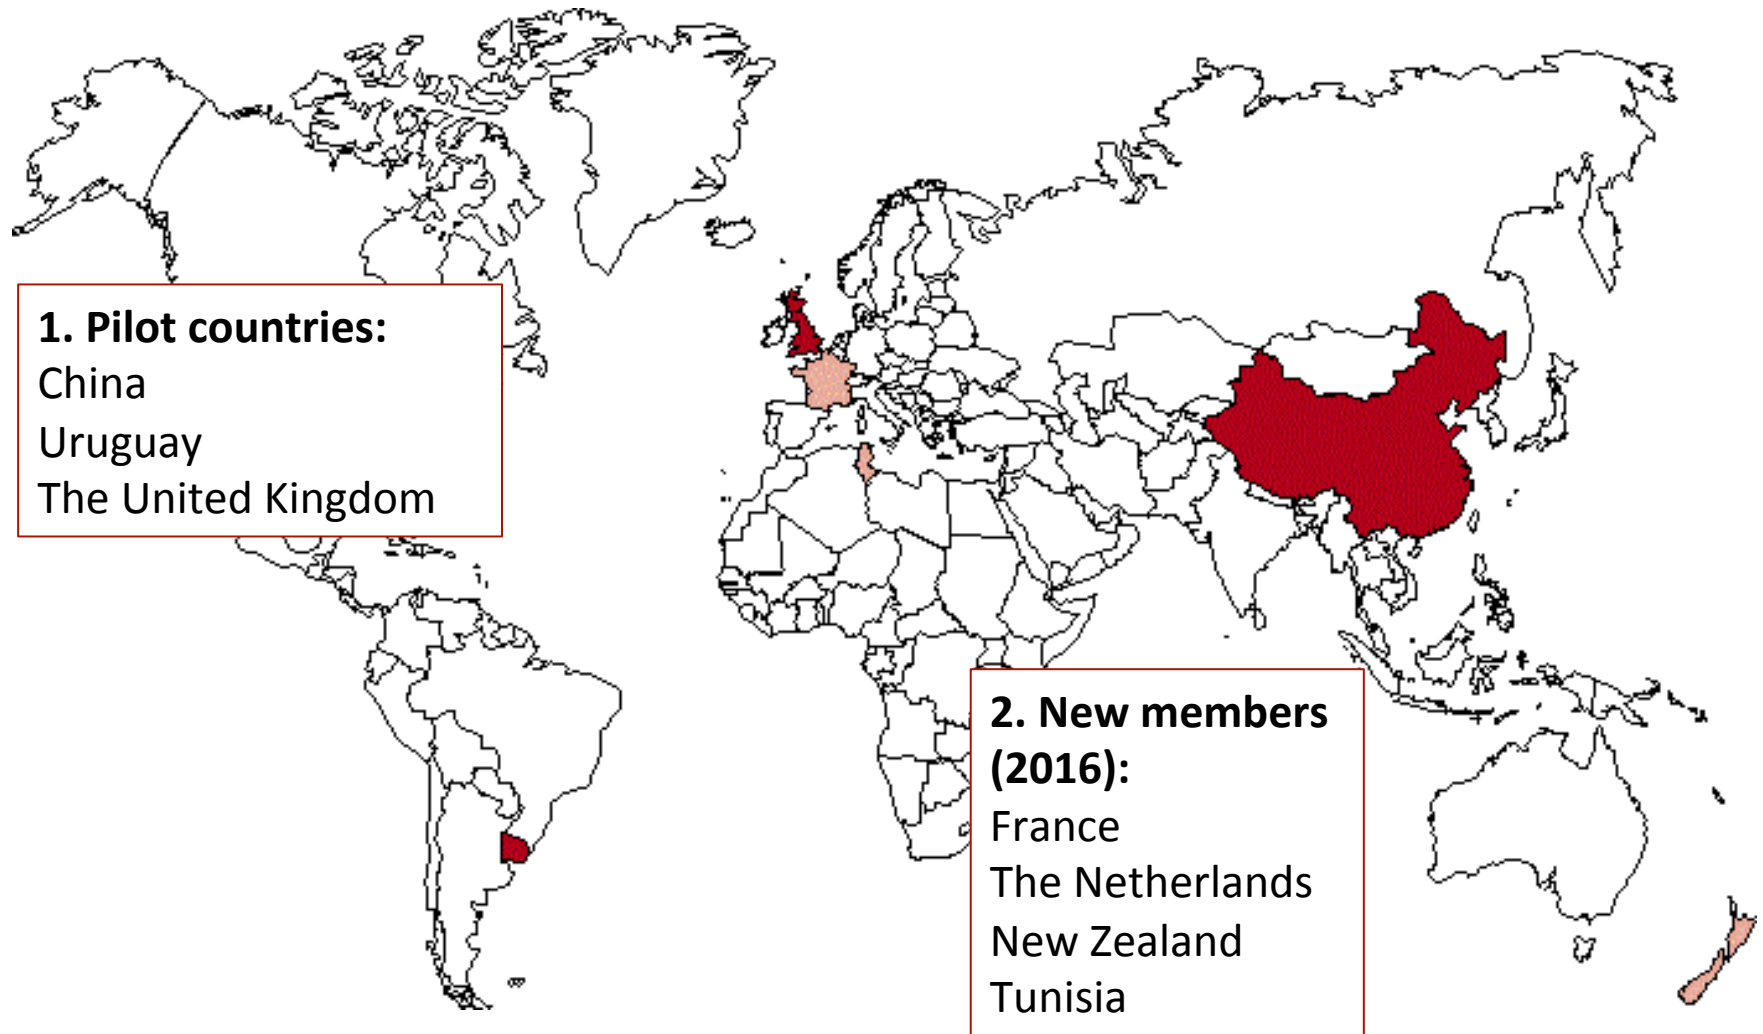 1. Pilot countries:
China
Uruguay
The United Kingdom
2. New members
(2016):
France
The Netherlands
New Zealand
Tunisia